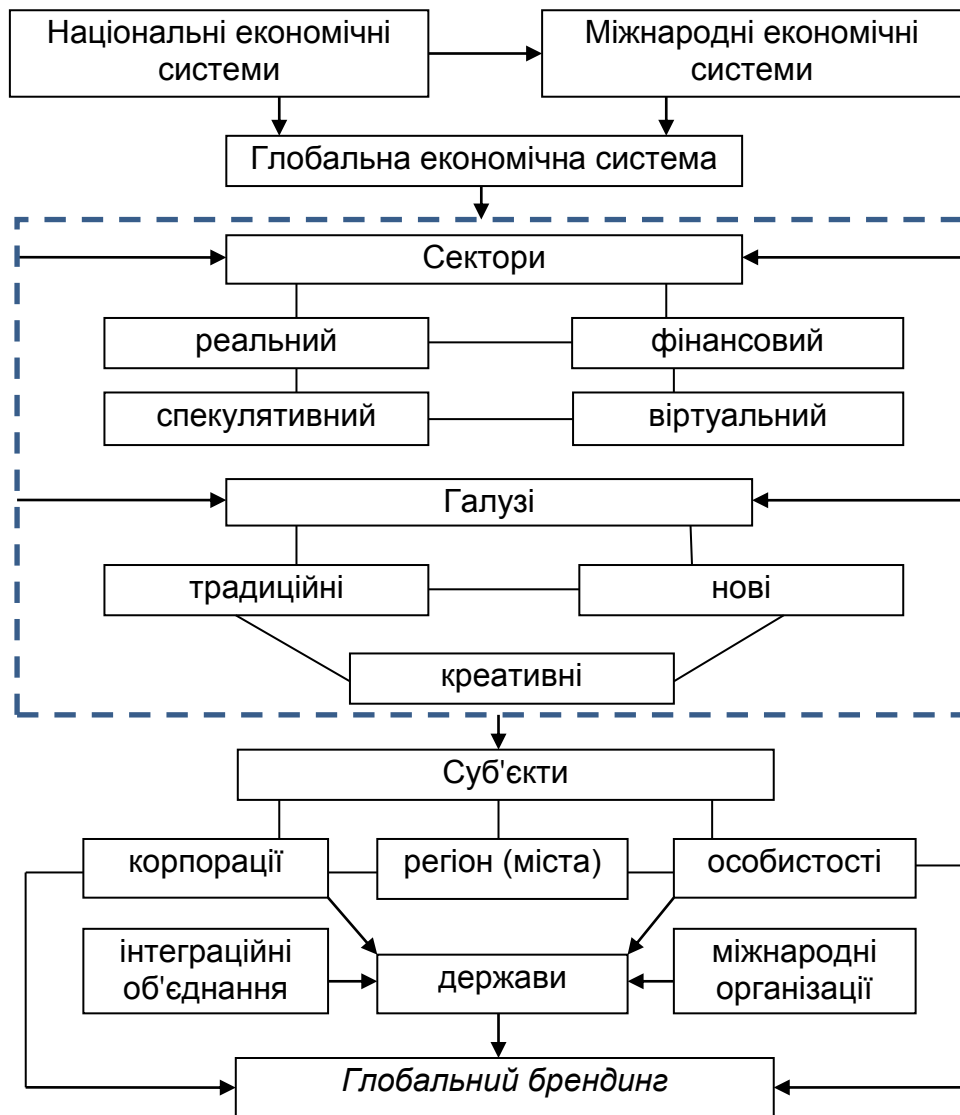 Національні економічні
системи
Міжнародні економічні
системи
Глобальна економічна система
Сектори
реальний
фінансовий
спекулятивний
віртуальний
Галузі
традиційні
нові
креативні
Суб'єкти
корпорації
регіон (міста)
особистості
інтеграційні
об'єднання
держави
міжнародні
організації
Глобальний брендинг